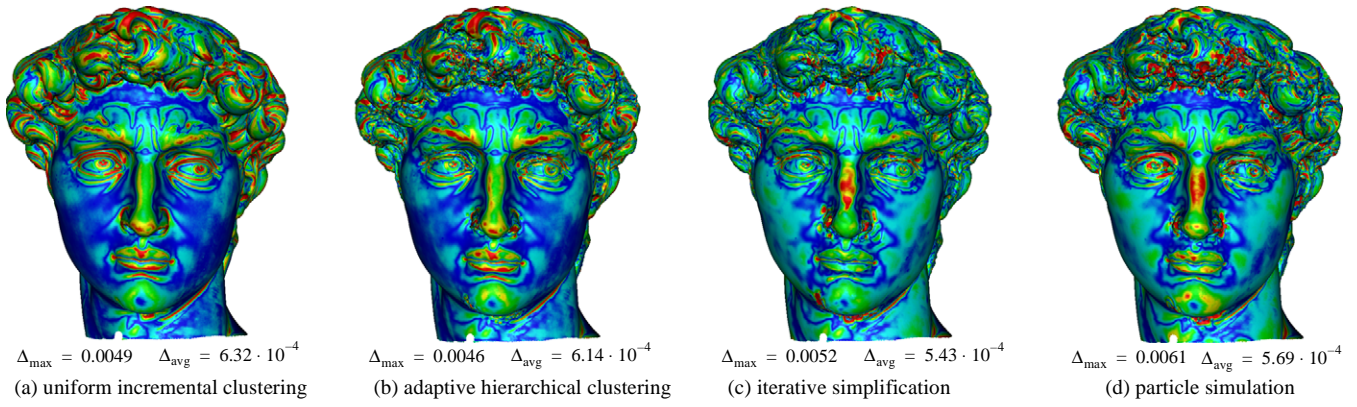 Δmax = 0.0049 Δavg = 6.32 · 10⁻⁴
(a) uniform incremental clustering
Δmax = 0.0046 Δavg = 6.14 · 10⁻⁴
(b) adaptive hierarchical clustering
Δmax = 0.0052 Δavg = 5.43 · 10⁻⁴
(c) iterative simplification
Δmax = 0.0061 Δavg = 5.69 · 10⁻⁴
(d) particle simulation